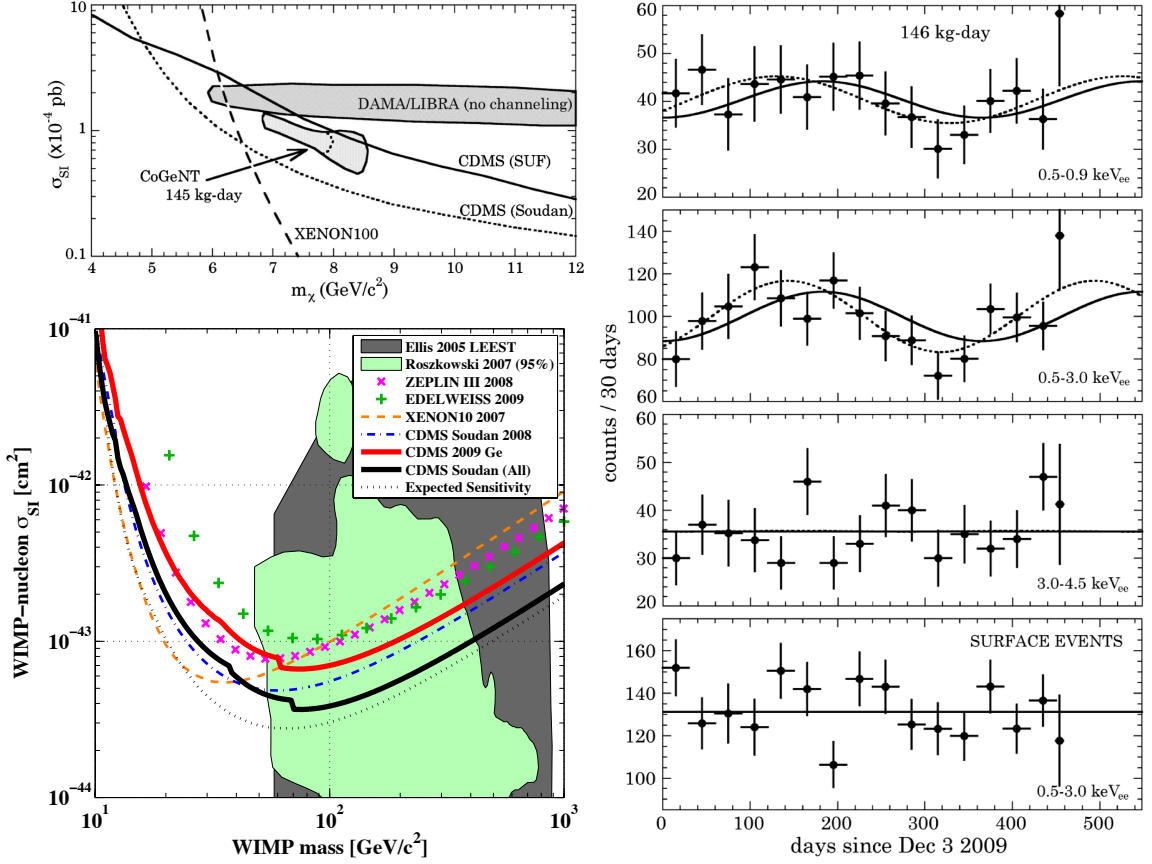 10
1
0.1
σSI (x10⁻⁴ pb)
DAMA/LIBRA (no channeling)
CoGeNT
145 kg-day
CDMS (SUF)
CDMS (Soudan)
XENON100
4 5 6 7 8 9 10 11 12
mχ (GeV/c²)
10⁻⁴¹
10⁻⁴²
10⁻⁴³
10⁻⁴⁴
WIMP−nucleon σSI [cm²]
Ellis 2005 LEEST
Roszkowski 2007 (95%)
ZEPLIN III 2008
EDELWEISS 2009
XENON10 2007
CDMS Soudan 2008
CDMS 2009 Ge
CDMS Soudan (All)
Expected Sensitivity
10¹ 10² 10³
WIMP mass [GeV/c²]
counts / 30 days
60
50
40
30
20
146 kg-day
0.5-0.9 keVee
120
100
80
60
0.5-3.0 keVee
60
50
40
30
20
3.0-4.5 keVee
160
140
120
100
SURFACE EVENTS
0.5-3.0 keVee
0 100 200 300 400 500
days since Dec 3 2009